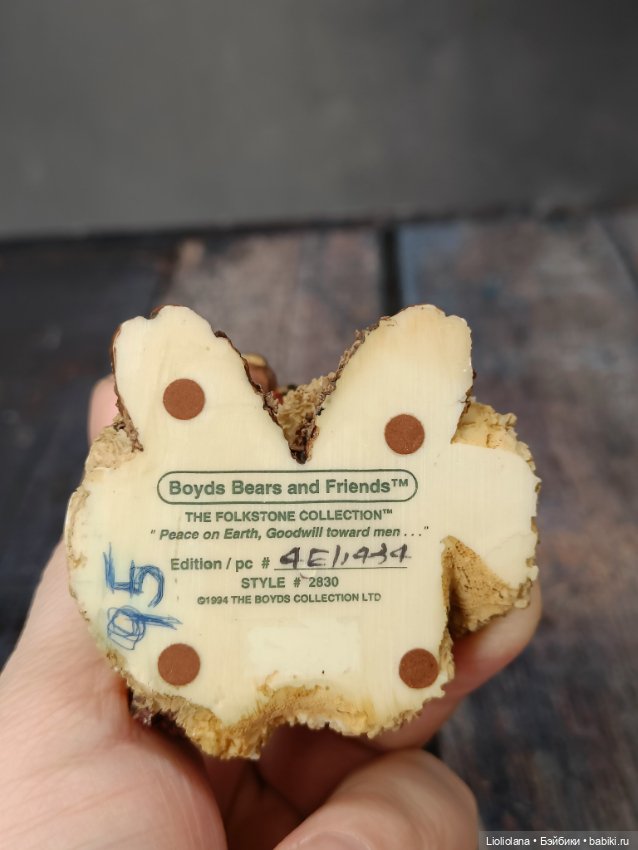 Boyds Bears and Friends™
THE FOLKSTONE COLLECTION™
" Peace on Earth, Goodwill toward men . . ."
Edition / pc # 4E/1434
STYLE # 2830
©1994 THE BOYDS COLLECTION LTD
95
Lioliolana • Бэйбики • babiki.ru